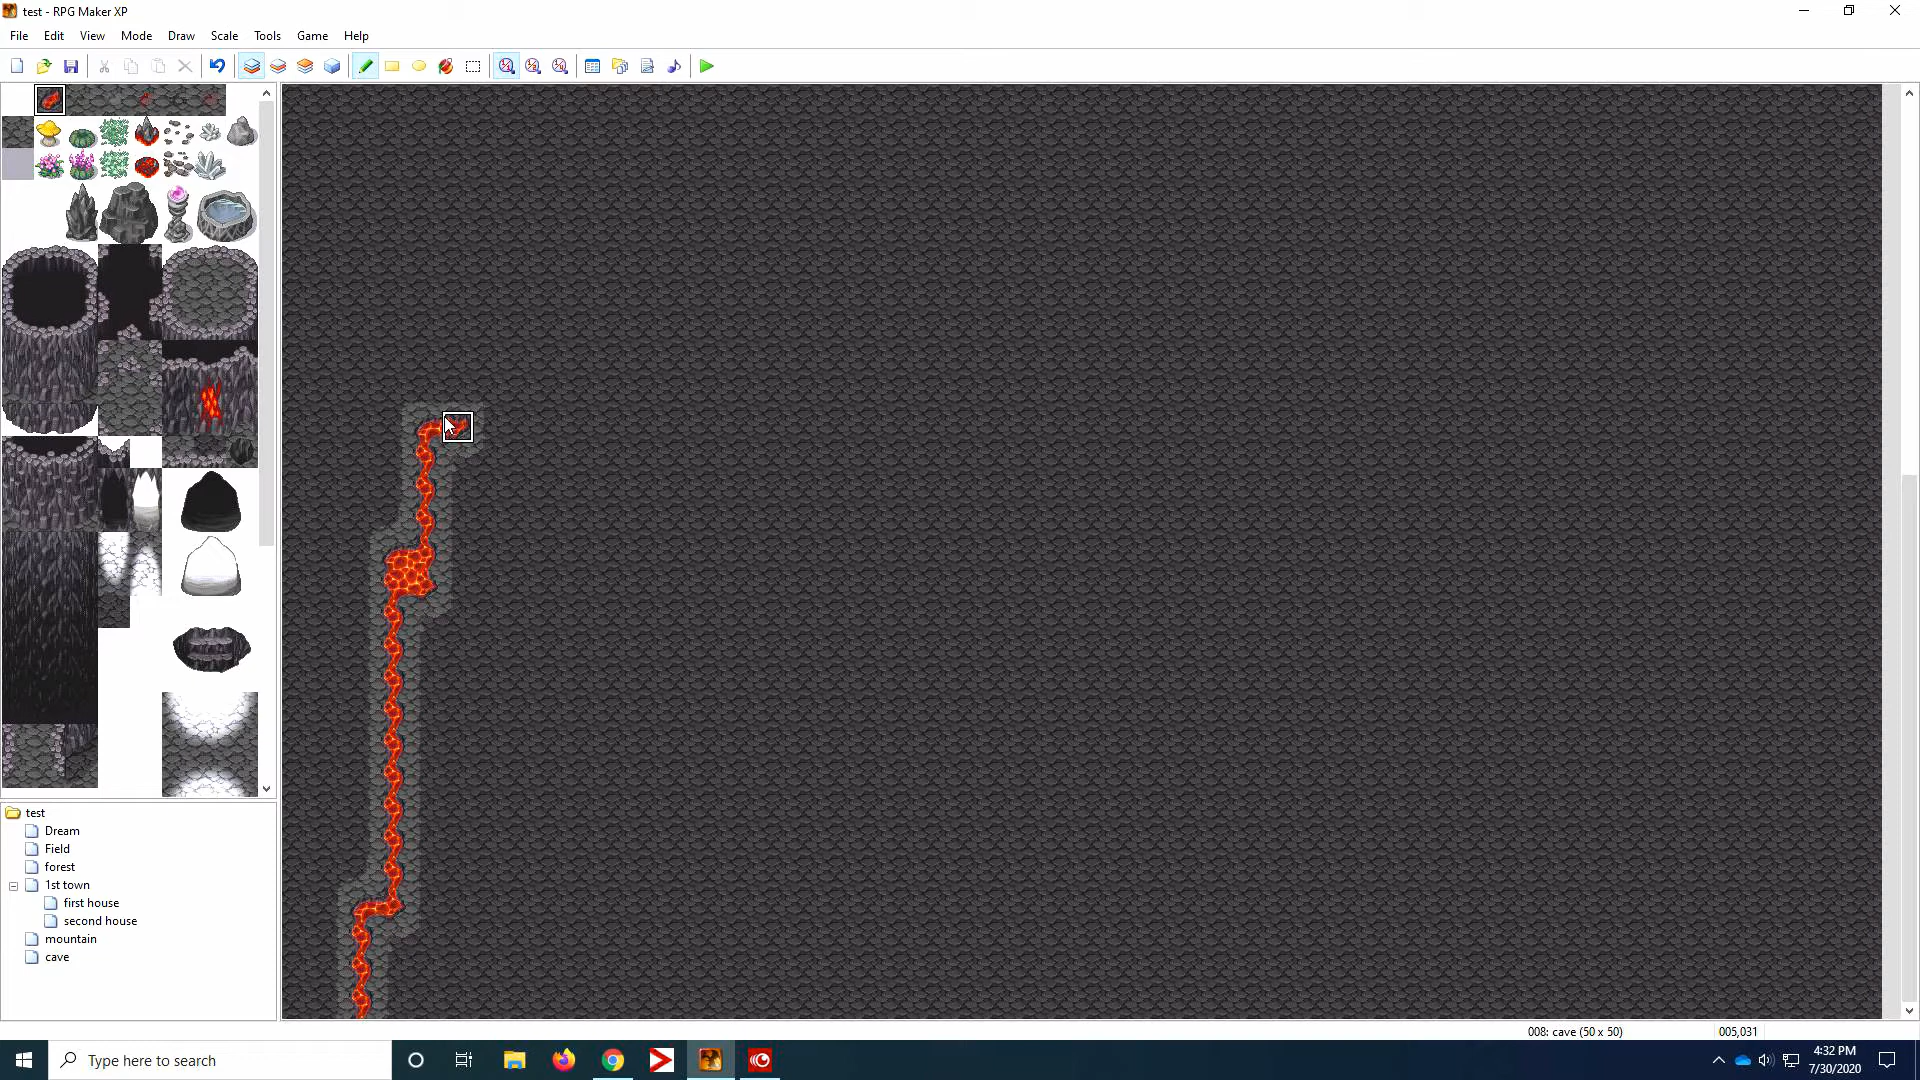 test - RPG Maker XP
File Edit View Mode Draw Scale Tools Game Help
test
Dream
Field
forest
1st town
first house
second house
mountain
cave
008: cave (50 x 50) 005,031
Type here to search
4:32 PM
7/30/2020